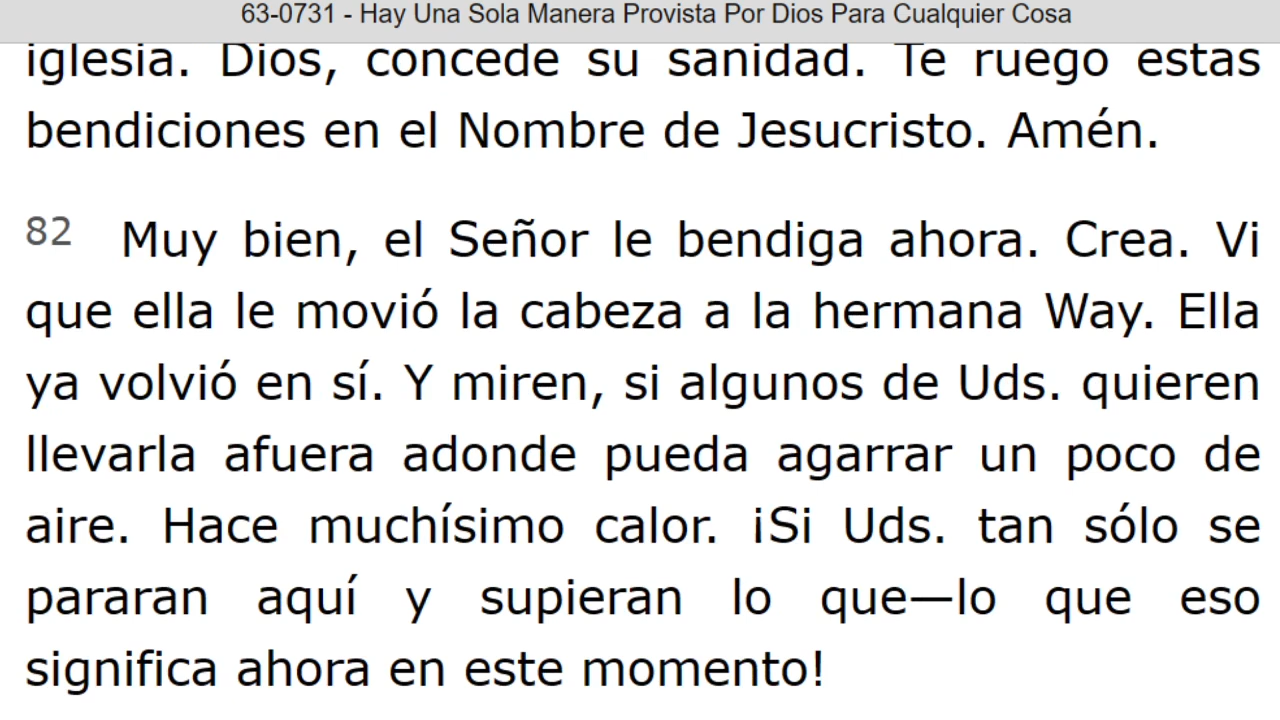 63-0731 - Hay Una Sola Manera Provista Por Dios Para Cualquier Cosa
iglesia. Dios, concede su sanidad. Te ruego estas
bendiciones en el Nombre de Jesucristo. Amén.
82 Muy bien, el Señor le bendiga ahora. Crea. Vi
que ella le movió la cabeza a la hermana Way. Ella
ya volvió en sí. Y miren, si algunos de Uds. quieren
llevarla afuera adonde pueda agarrar un poco de
aire. Hace muchísimo calor. ¡Si Uds. tan sólo se
pararan aquí y supieran lo que—lo que eso
significa ahora en este momento!